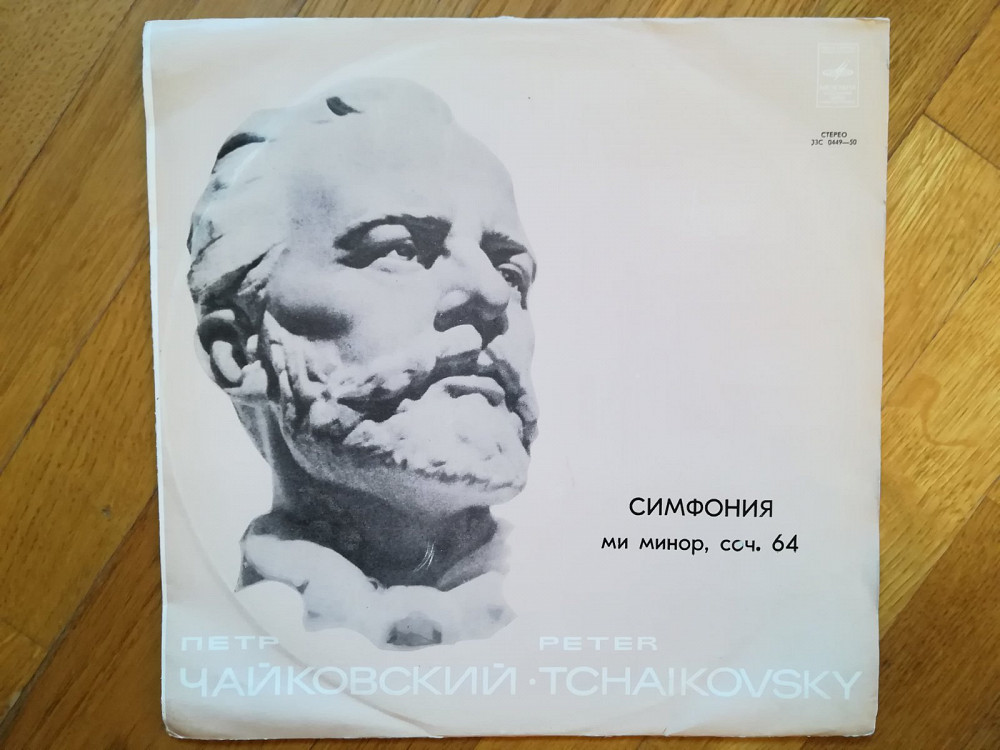 СТЕРЕО
33С 0449—50
СИМФОНИЯ
ми минор, соч. 64
ПЕТР
ЧАЙКОВСКИЙ ·
PETER
TCHAIKOVSKY